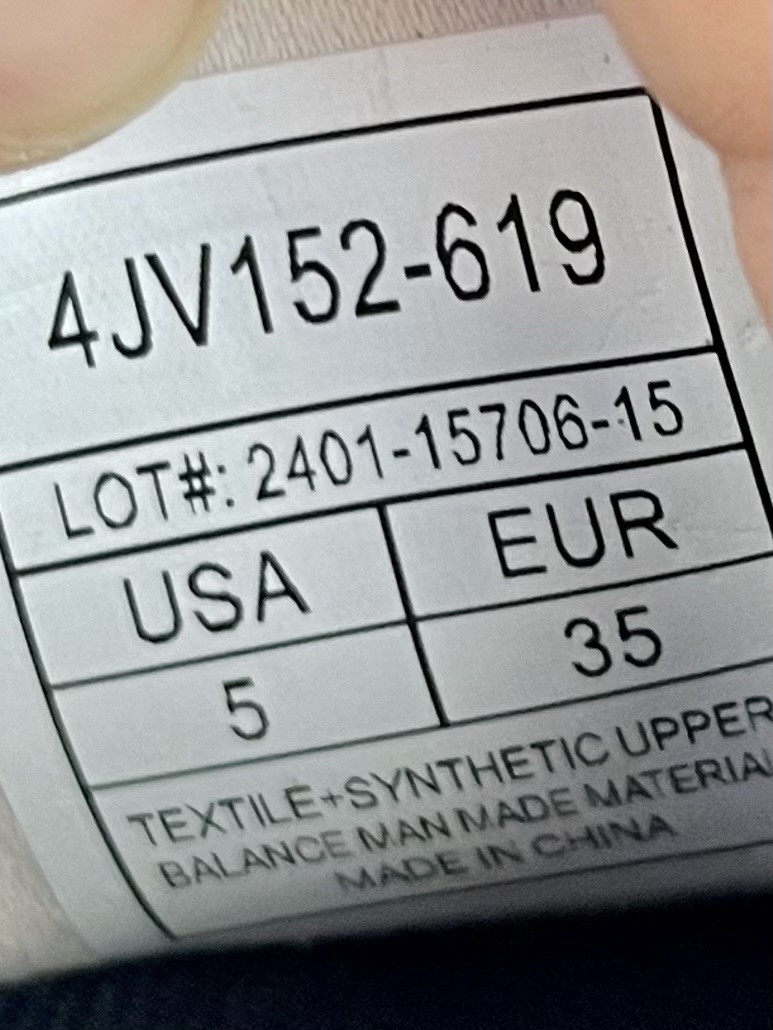 4JV152-619
LOT#: 2401-15706-15
USA EUR
5 35
TEXTILE+SYNTHETIC UPPER
BALANCE MAN MADE MATERIA
MADE IN CHINA